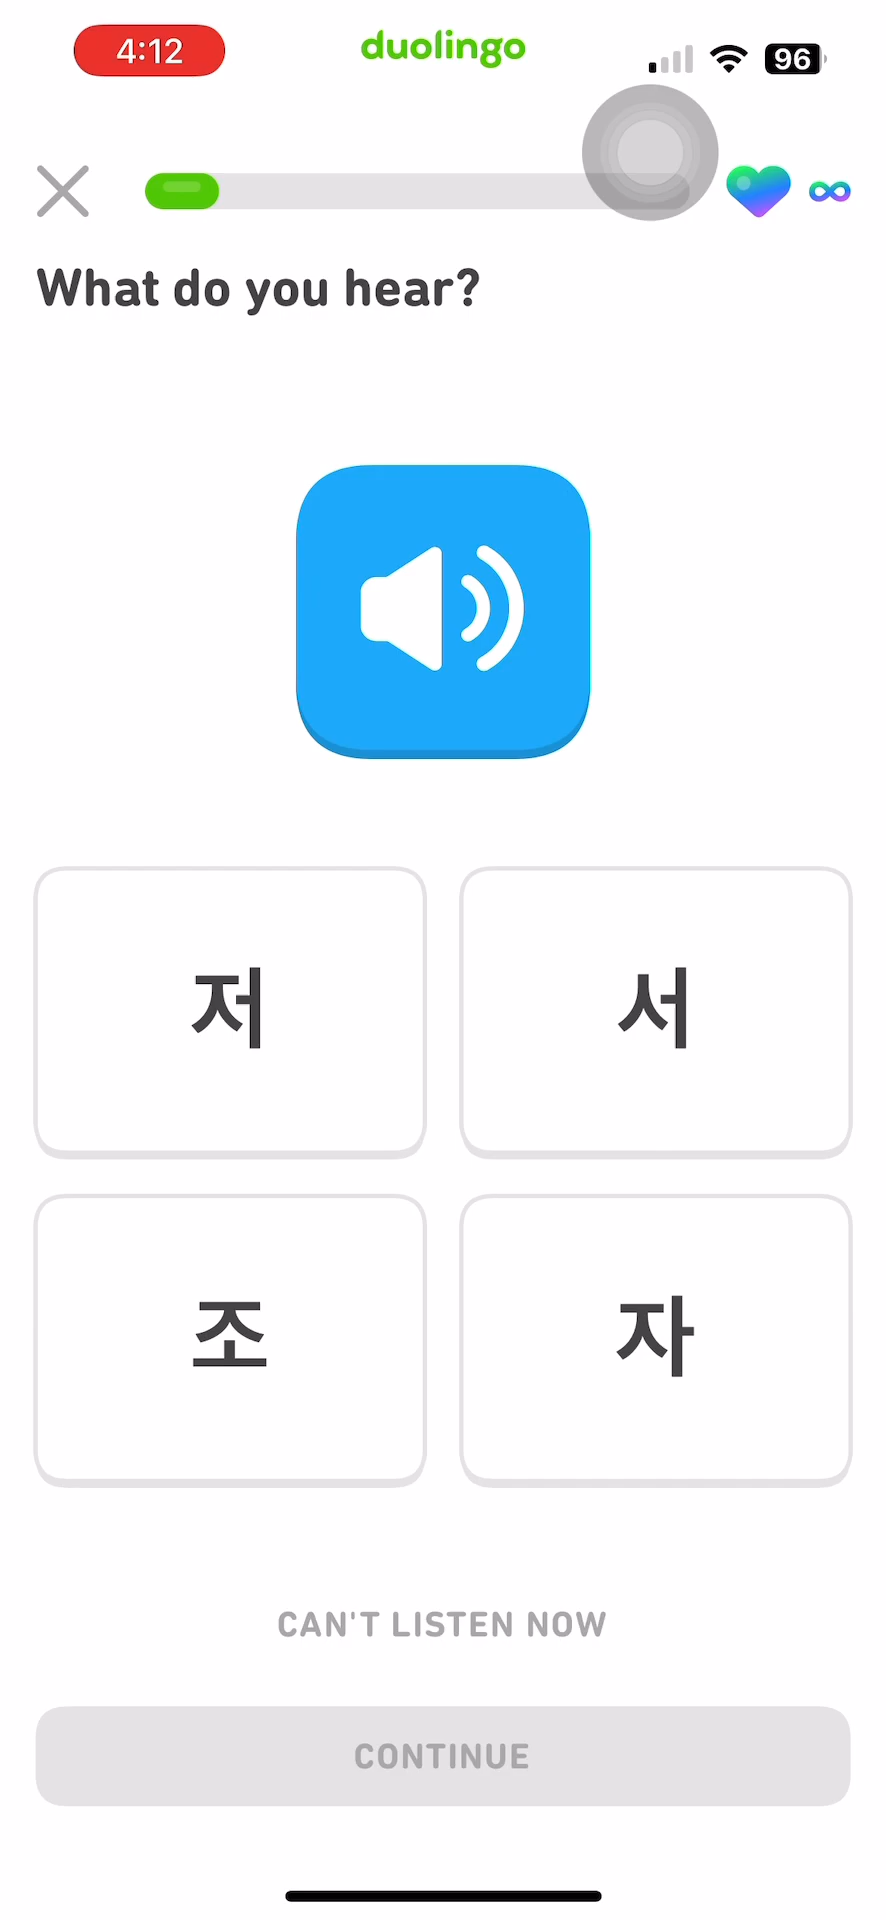 4:12
duolingo
96
What do you hear?
저
서
조
자
CAN'T LISTEN NOW
CONTINUE